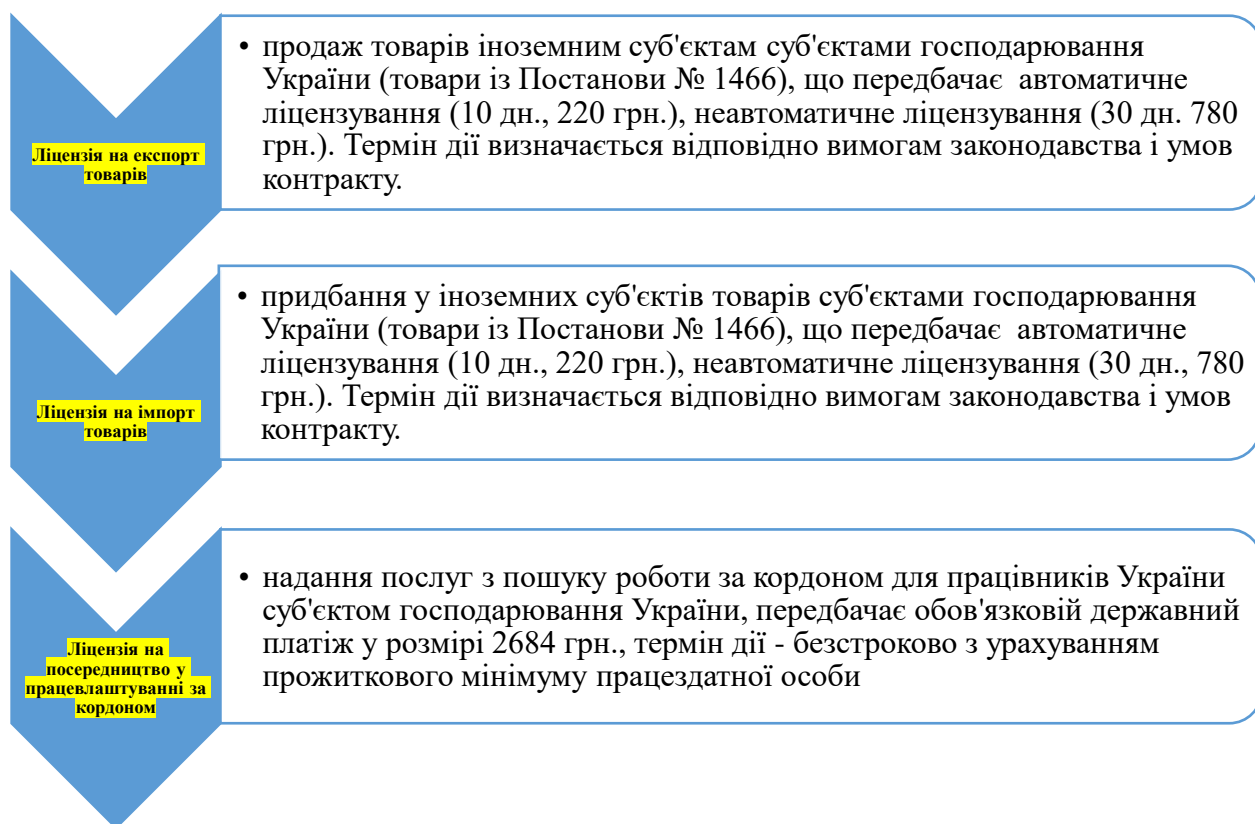 Ліцензія на експорт
товарів
• продаж товарів іноземним суб'єктам суб'єктами господарювання
України (товари із Постанови № 1466), що передбачає автоматичне
ліцензування (10 дн., 220 грн.), неавтоматичне ліцензування (30 дн. 780
грн.). Термін дії визначається відповідно вимогам законодавства і умов
контракту.
Ліцензія на імпорт
товарів
• придбання у іноземних суб'єктів товарів суб'єктами господарювання
України (товари із Постанови № 1466), що передбачає автоматичне
ліцензування (10 дн., 220 грн.), неавтоматичне ліцензування (30 дн., 780
грн.). Термін дії визначається відповідно вимогам законодавства і умов
контракту.
Ліцензія на
посередництво у
працевлаштуванні за
кордоном
• надання послуг з пошуку роботи за кордоном для працівників України
суб'єктом господарювання України, передбачає обов'язковій державний
платіж у розмірі 2684 грн., термін дії - безстроково з урахуванням
прожиткового мінімуму працездатної особи